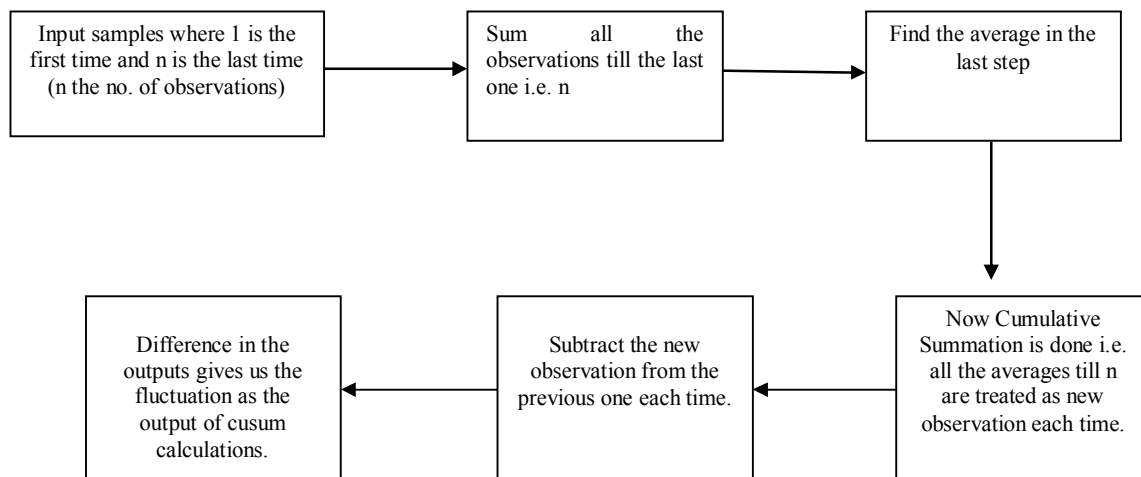 Input samples where 1 is the
first time and n is the last time
(n the no. of observations)
Sum all the
observations till the last
one i.e. n
Find the average in the
last step
Now Cumulative
Summation is done i.e.
all the averages till n
are treated as new
observation each time.
Subtract the new
observation from the
previous one each time.
Difference in the
outputs gives us the
fluctuation as the
output of cusum
calculations.